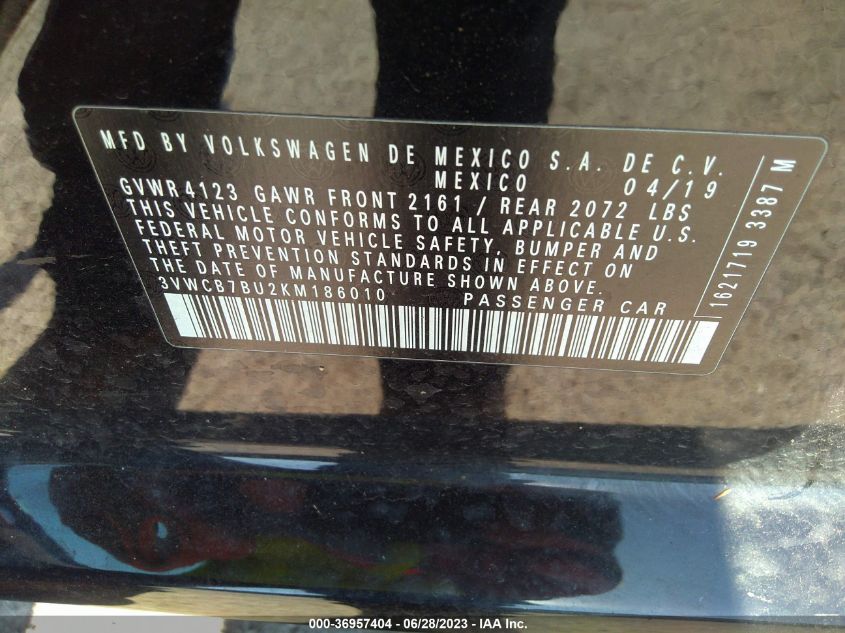 MFD BY VOLKSWAGEN DE MEXICO S.A. DE C.V.
MEXICO 04/19
GVWR4123 GAWR FRONT 2161 / REAR 2072 LBS
THIS VEHICLE CONFORMS TO ALL APPLICABLE U.S.
FEDERAL MOTOR VEHICLE SAFETY, BUMPER AND
THEFT PREVENTION STANDARDS IN EFFECT ON
THE DATE OF MANUFACTURE SHOWN ABOVE.
3VWCB7BU2KM186010 PASSENGER CAR
1621719 3387 M
000-36957404 / 06/28/2023 - IAA Inc.